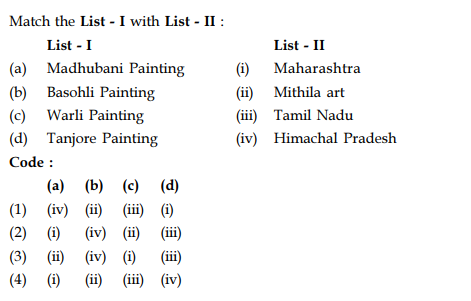 Match the List - I with List - II :
List - I List - II
(a) Madhubani Painting (i) Maharashtra
(b) Basohli Painting (ii) Mithila art
(c) Warli Painting (iii) Tamil Nadu
(d) Tanjore Painting (iv) Himachal Pradesh
Code :
(a) (b) (c) (d)
(1) (iv) (ii) (iii) (i)
(2) (i) (iv) (ii) (iii)
(3) (ii) (iv) (i) (iii)
(4) (i) (ii) (iii) (iv)